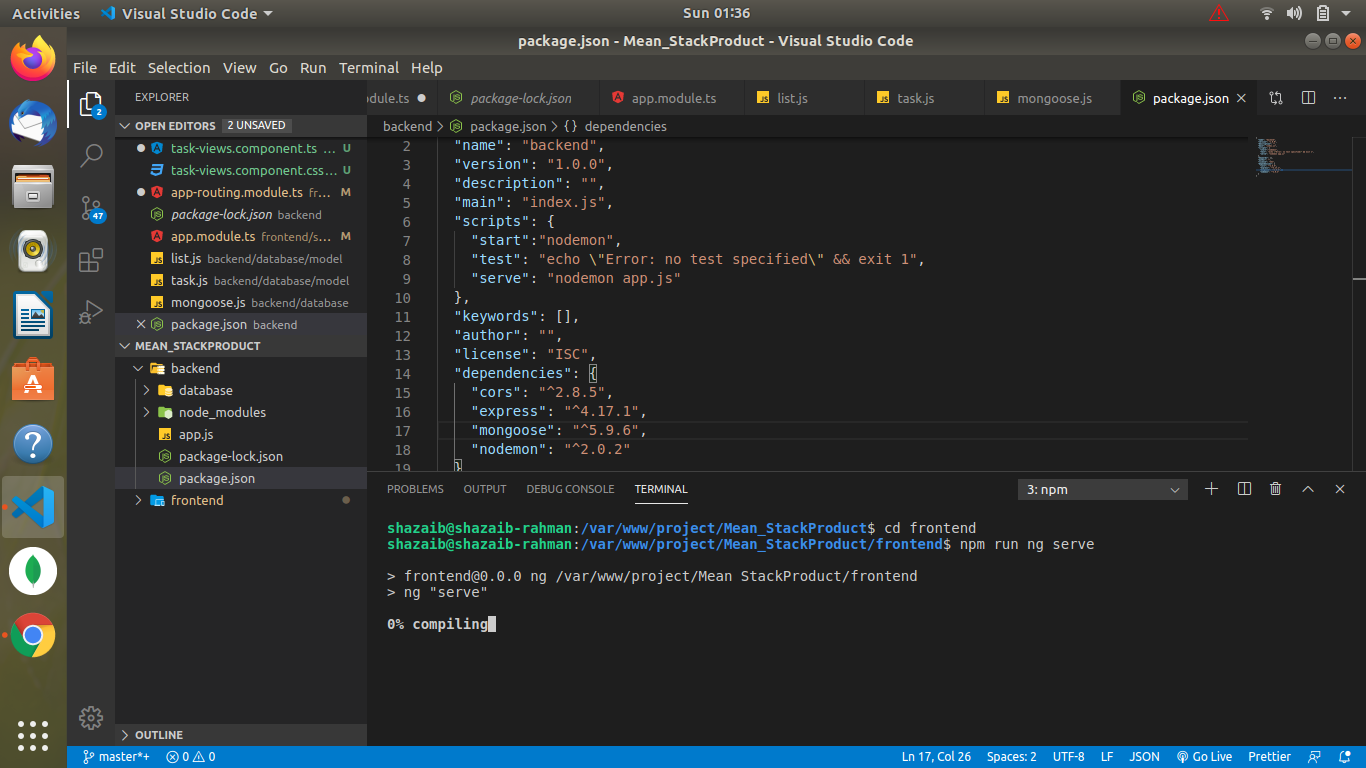 Activities Visual Studio Code Sun 01:36
package.json - Mean_StackProduct - Visual Studio Code
File Edit Selection View Go Run Terminal Help
EXPLORER
OPEN EDITORS 2 UNSAVED
task-views.component.ts ... U
task-views.component.css... U
app-routing.module.ts fr... M
package-lock.json backend
app.module.ts frontend/s... M
list.js backend/database/model
task.js backend/database/model
mongoose.js backend/database
package.json backend
MEAN_STACKPRODUCT
backend
database
node_modules
app.js
package-lock.json
package.json
frontend
OUTLINE
2
47
dule.ts package-lock.json app.module.ts list.js task.js mongoose.js package.json
backend > package.json > {} dependencies
2 "name": "backend",
3 "version": "1.0.0",
4 "description": "",
5 "main": "index.js",
6 "scripts": {
7 "start":"nodemon",
8 "test": "echo \"Error: no test specified\" && exit 1",
9 "serve": "nodemon app.js"
10 },
11 "keywords": [],
12 "author": "",
13 "license": "ISC",
14 "dependencies": {
15 "cors": "^2.8.5",
16 "express": "^4.17.1",
17 "mongoose": "^5.9.6",
18 "nodemon": "^2.0.2"
19 }
PROBLEMS OUTPUT DEBUG CONSOLE TERMINAL 3: npm
shazaib@shazaib-rahman:/var/www/project/Mean_StackProduct$ cd frontend
shazaib@shazaib-rahman:/var/www/project/Mean_StackProduct/frontend$ npm run ng serve
> frontend@0.0.0 ng /var/www/project/Mean StackProduct/frontend
> ng "serve"
0% compiling
master*+ 0 0 Ln 17, Col 26 Spaces: 2 UTF-8 LF JSON Go Live Prettier